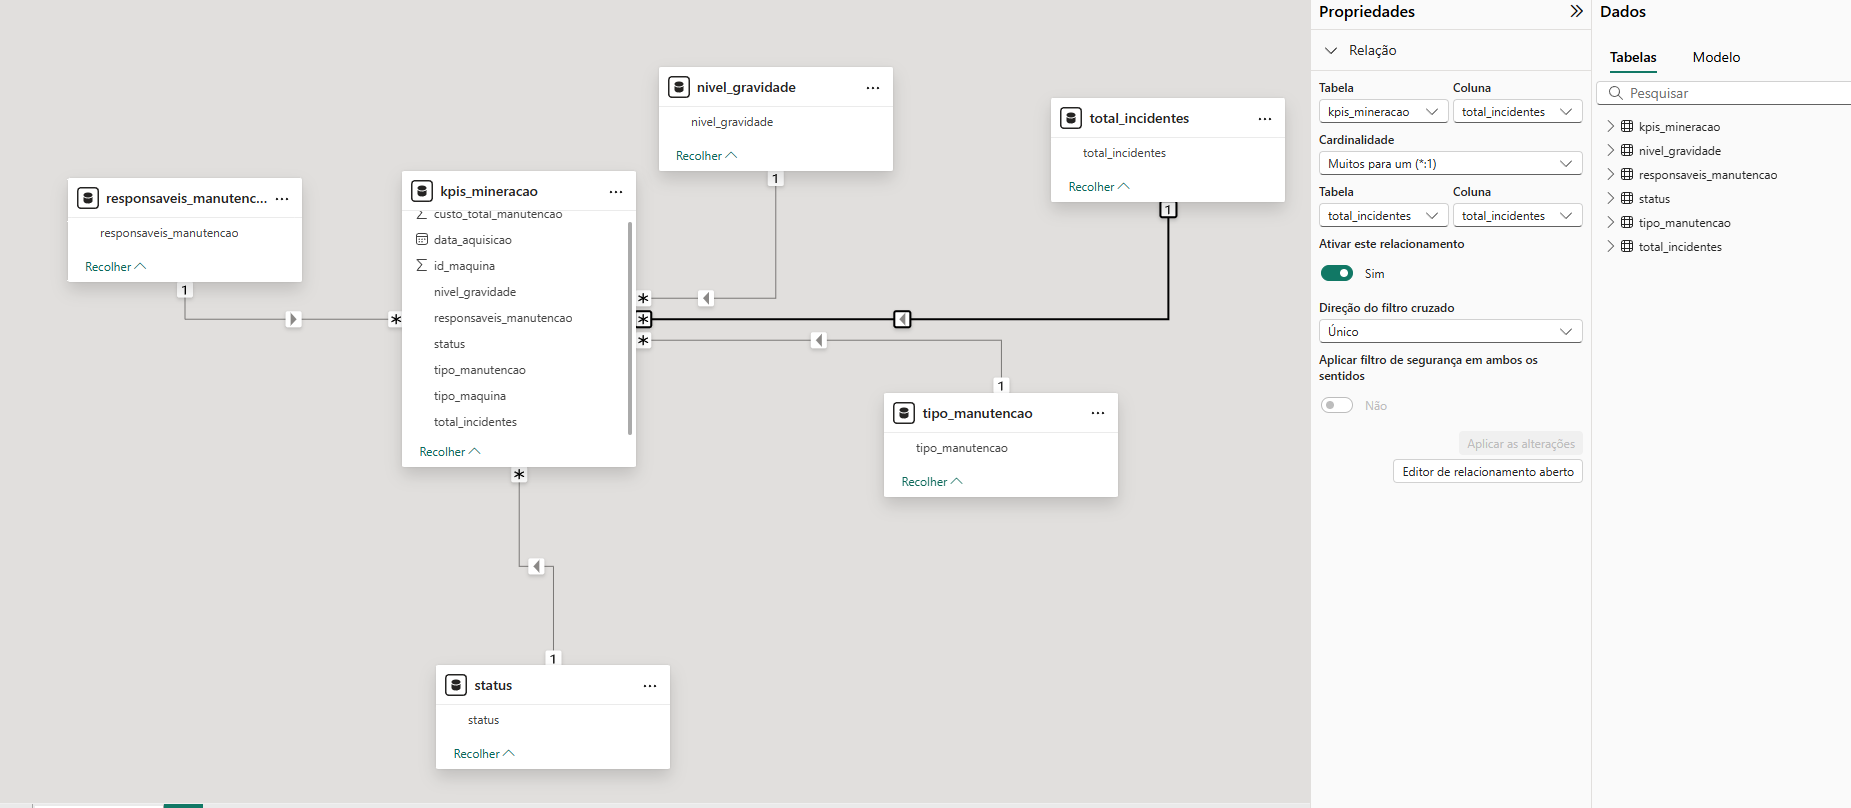 nivel_gravidade
nivel_gravidade
Recolher
1
total_incidentes
total_incidentes
Recolher
1
responsaveis_manutenc...
responsaveis_manutencao
Recolher
1
*
kpis_mineracao
custo_total_manutencao
data_aquisicao
id_maquina
nivel_gravidade
responsaveis_manutencao
status
tipo_manutencao
tipo_maquina
total_incidentes
Recolher
*
*
*
*
1
tipo_manutencao
tipo_manutencao
Recolher
1
status
status
Recolher
Propriedades
Relação
Tabela Coluna
kpis_mineracao total_incidentes
Cardinalidade
Muitos para um (*:1)
Tabela Coluna
total_incidentes total_incidentes
Ativar este relacionamento
Sim
Direção do filtro cruzado
Único
Aplicar filtro de segurança em ambos os
sentidos
Não
Aplicar as alterações
Editor de relacionamento aberto
Dados
Tabelas Modelo
Pesquisar
kpis_mineracao
nivel_gravidade
responsaveis_manutencao
status
tipo_manutencao
total_incidentes